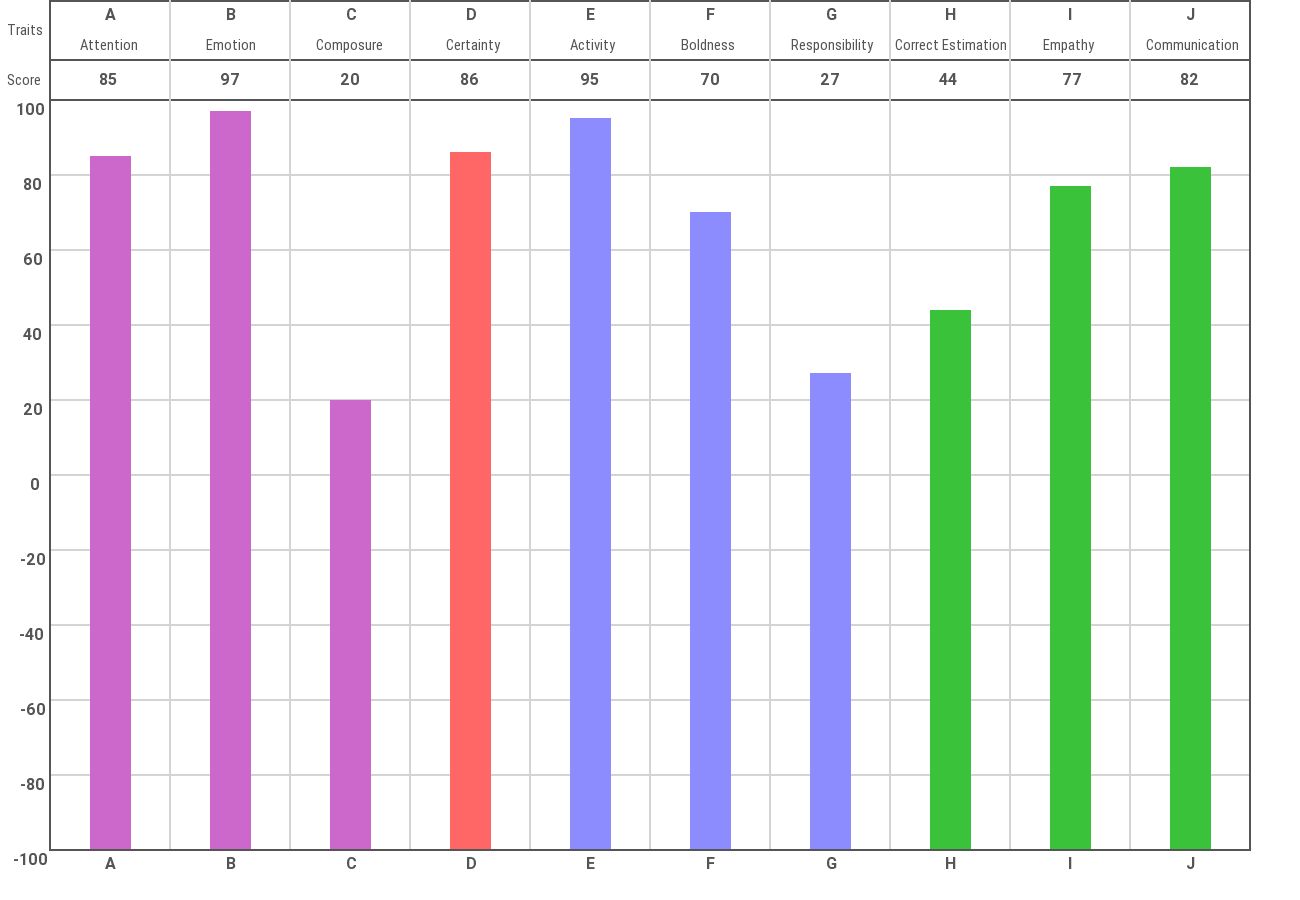 Traits
A B C D E F G H I J
Attention Emotion Composure Certainty Activity Boldness Responsibility Correct Estimation Empathy Communication
Score 85 97 20 86 95 70 27 44 77 82
100
80
60
40
20
0
-20
-40
-60
-80
-100
A B C D E F G H I J